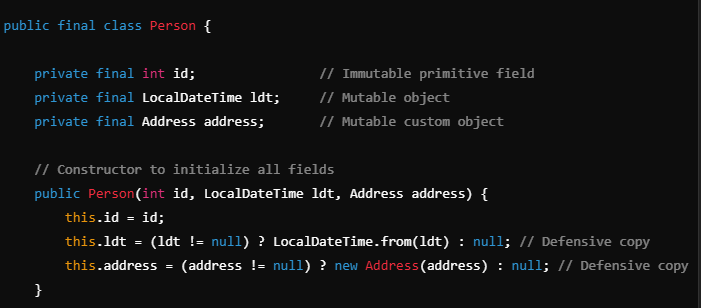 public final class Person {
private final int id; // Immutable primitive field
private final LocalDateTime ldt; // Mutable object
private final Address address; // Mutable custom object
// Constructor to initialize all fields
public Person(int id, LocalDateTime ldt, Address address) {
this.id = id;
this.ldt = (ldt != null) ? LocalDateTime.from(ldt) : null; // Defensive copy
this.address = (address != null) ? new Address(address) : null; // Defensive copy
}